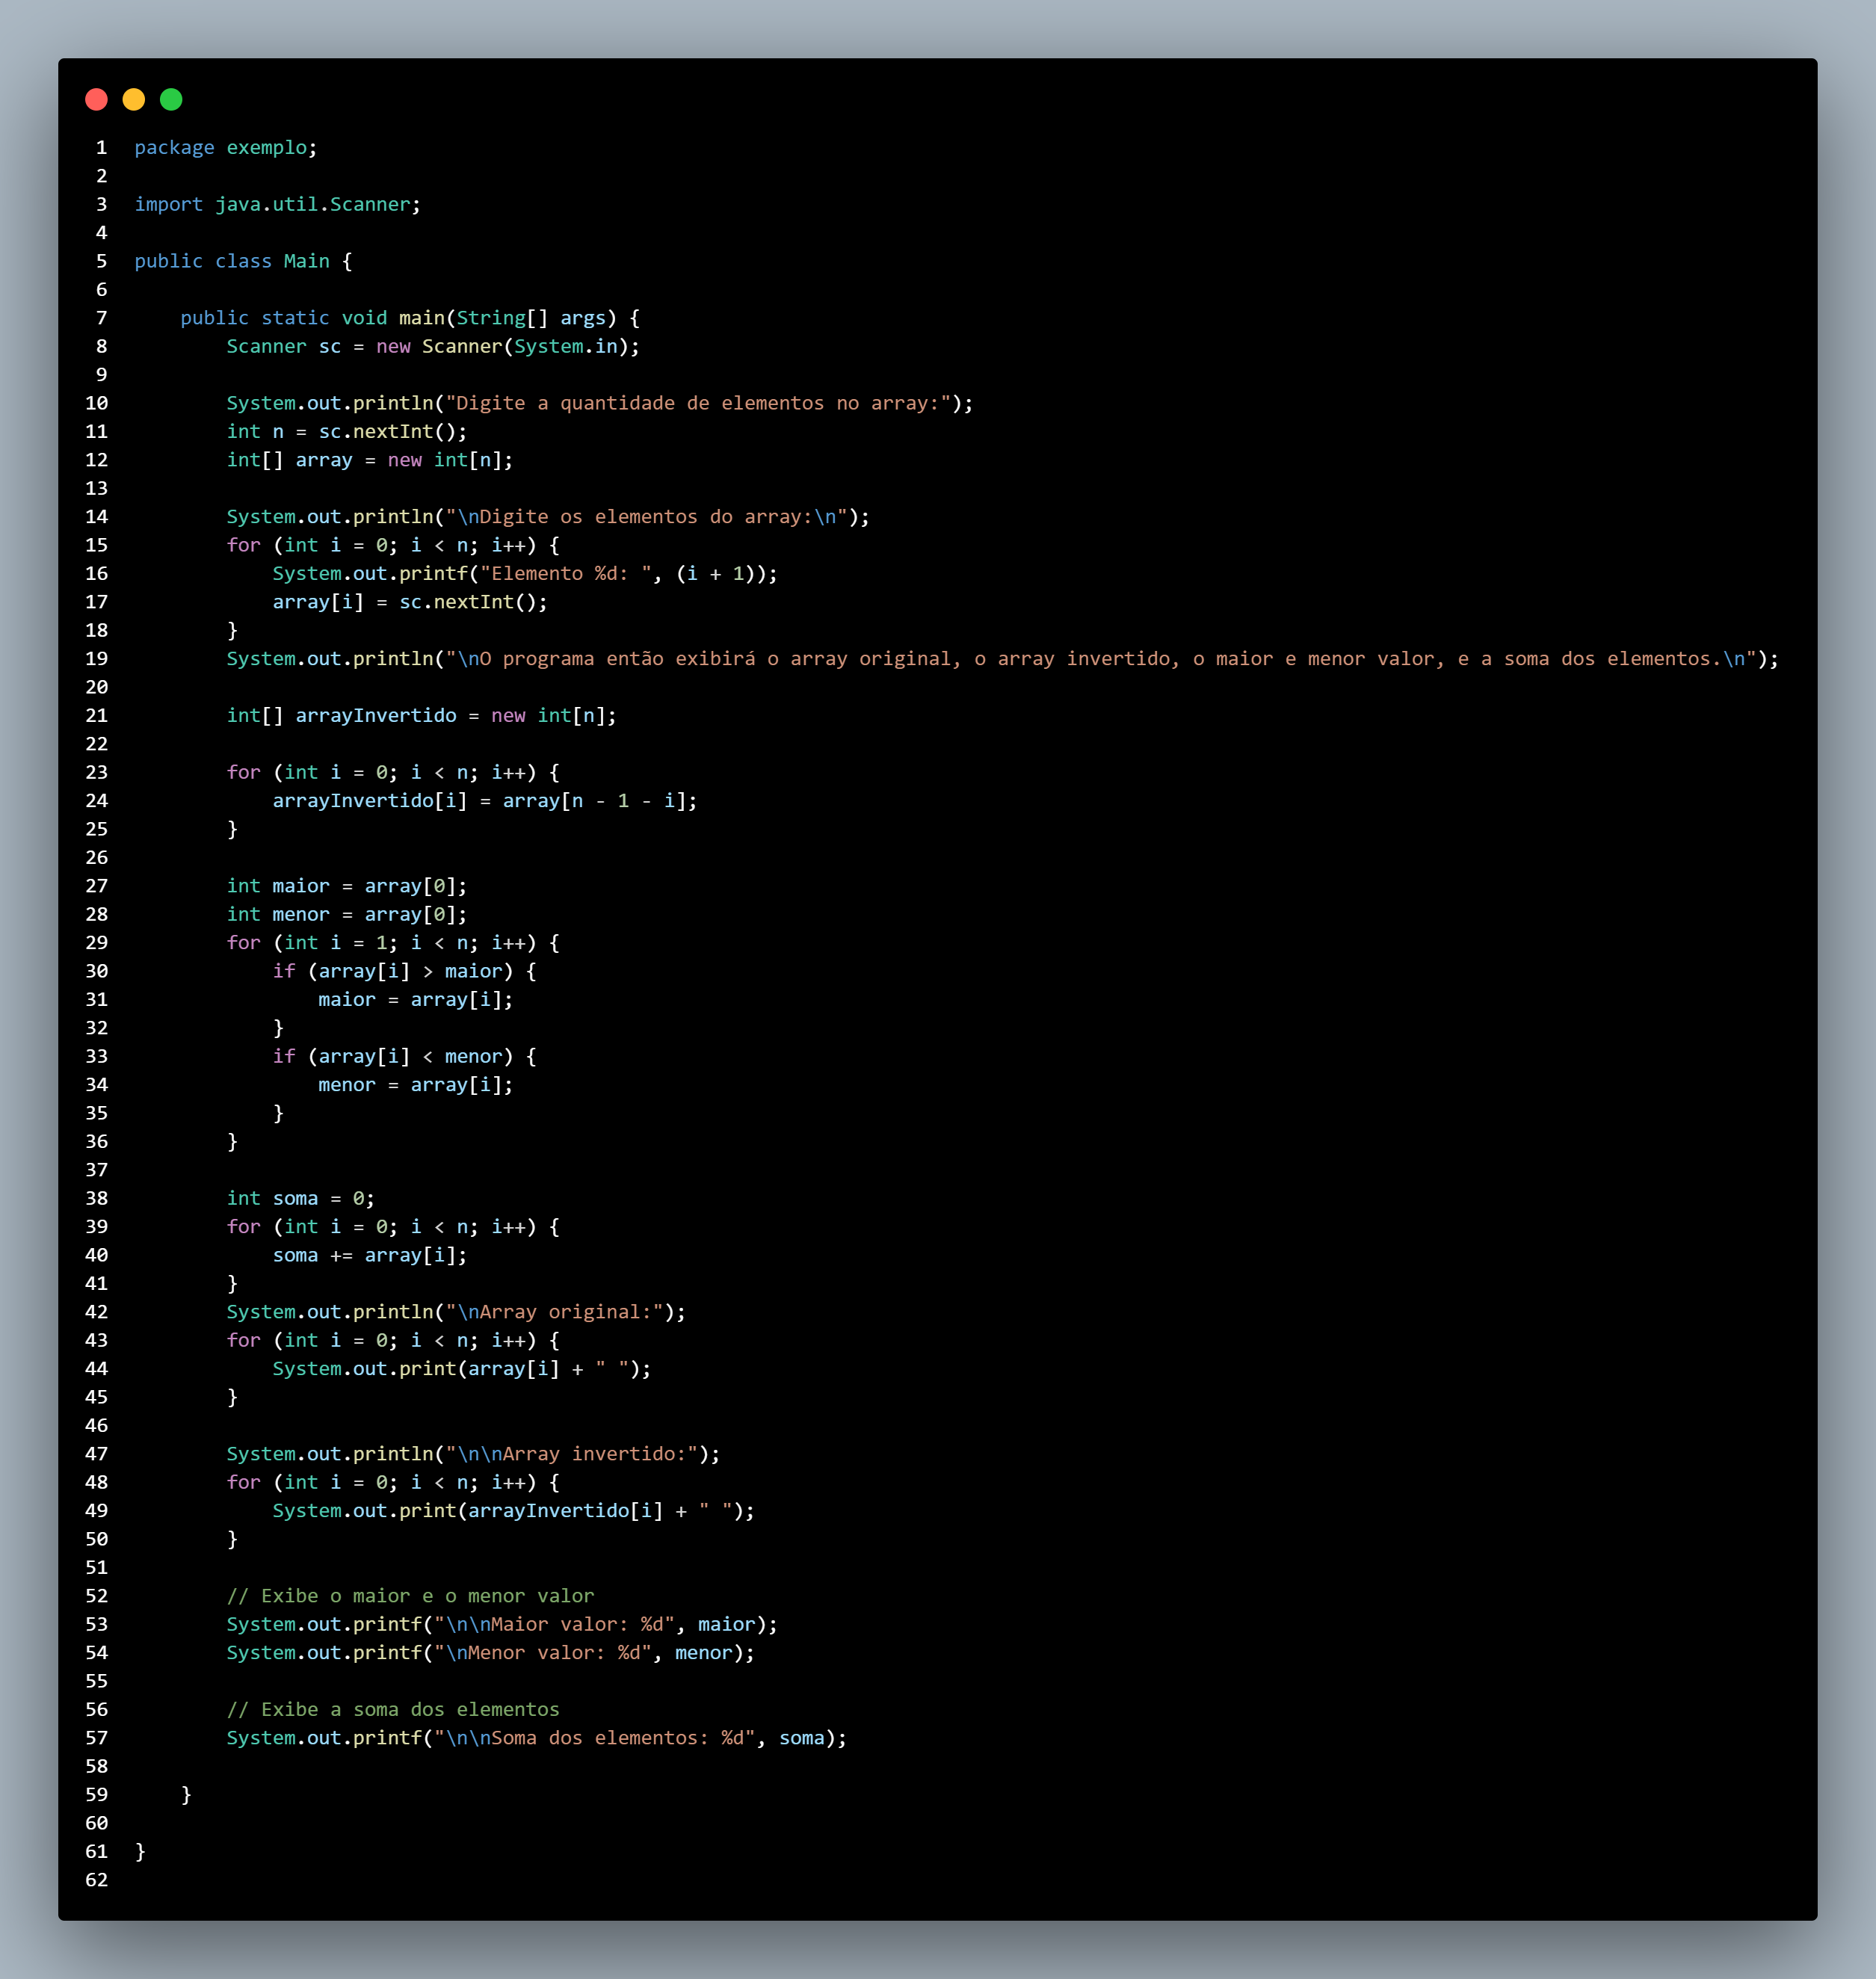 1 package exemplo;
2
3 import java.util.Scanner;
4
5 public class Main {
6
7     public static void main(String[] args) {
8         Scanner sc = new Scanner(System.in);
9
10         System.out.println("Digite a quantidade de elementos no array:");
11         int n = sc.nextInt();
12         int[] array = new int[n];
13
14         System.out.println("\nDigite os elementos do array:\n");
15         for (int i = 0; i < n; i++) {
16             System.out.printf("Elemento %d: ", (i + 1));
17             array[i] = sc.nextInt();
18         }
19         System.out.println("\nO programa então exibirá o array original, o array invertido, o maior e menor valor, e a soma dos elementos.\n");
20
21         int[] arrayInvertido = new int[n];
22
23         for (int i = 0; i < n; i++) {
24             arrayInvertido[i] = array[n - 1 - i];
25         }
26
27         int maior = array[0];
28         int menor = array[0];
29         for (int i = 1; i < n; i++) {
30             if (array[i] > maior) {
31                 maior = array[i];
32             }
33             if (array[i] < menor) {
34                 menor = array[i];
35             }
36         }
37
38         int soma = 0;
39         for (int i = 0; i < n; i++) {
40             soma += array[i];
41         }
42         System.out.println("\nArray original:");
43         for (int i = 0; i < n; i++) {
44             System.out.print(array[i] + " ");
45         }
46
47         System.out.println("\n\nArray invertido:");
48         for (int i = 0; i < n; i++) {
49             System.out.print(arrayInvertido[i] + " ");
50         }
51
52         // Exibe o maior e o menor valor
53         System.out.printf("\n\nMaior valor: %d", maior);
54         System.out.printf("\nMenor valor: %d", menor);
55
56         // Exibe a soma dos elementos
57         System.out.printf("\n\nSoma dos elementos: %d", soma);
58
59     }
60
61 }
62